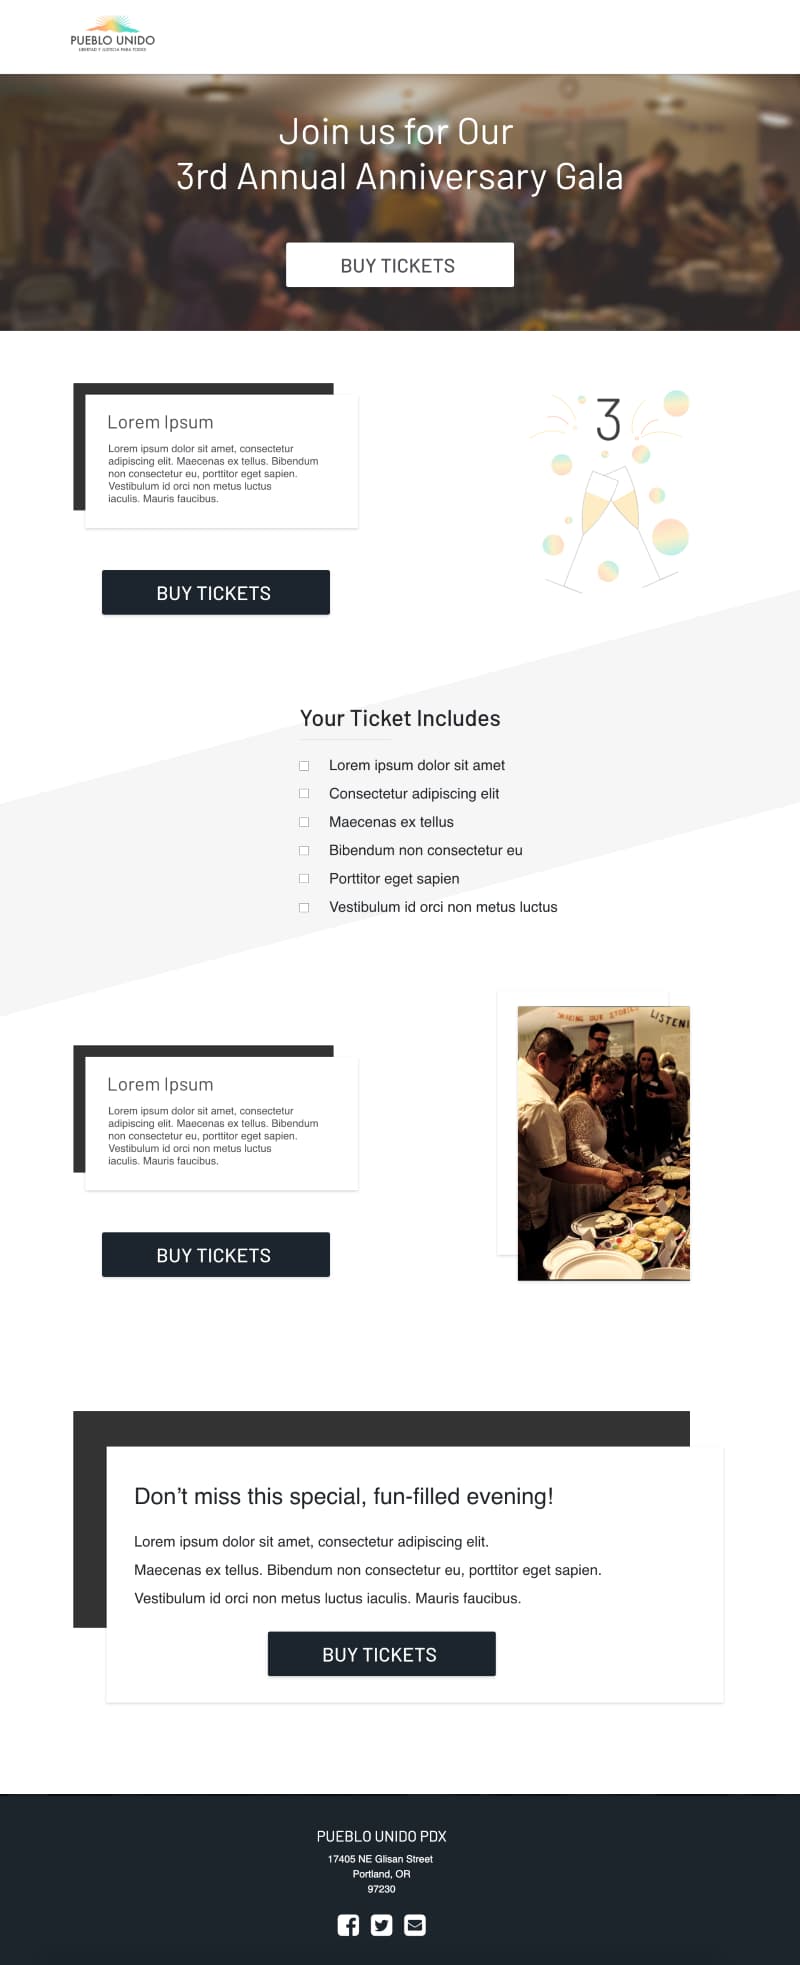 PUEBLO UNIDO
LIBERTAD Y JUSTICIA PARA TODOS
Join us for Our
3rd Annual Anniversary Gala
BUY TICKETS
Lorem Ipsum
Lorem ipsum dolor sit amet, consectetur
adipiscing elit. Maecenas ex tellus. Bibendum
non consectetur eu, porttitor eget sapien.
Vestibulum id orci non metus luctus
iaculis. Mauris faucibus.
3
BUY TICKETS
Your Ticket Includes
Lorem ipsum dolor sit amet
Consectetur adipiscing elit
Maecenas ex tellus
Bibendum non consectetur eu
Porttitor eget sapien
Vestibulum id orci non metus luctus
Lorem Ipsum
Lorem ipsum dolor sit amet, consectetur
adipiscing elit. Maecenas ex tellus. Bibendum
non consectetur eu, porttitor eget sapien.
Vestibulum id orci non metus luctus
iaculis. Mauris faucibus.
OUR STORIES
LISTENI
BUY TICKETS
Don’t miss this special, fun-filled evening!
Lorem ipsum dolor sit amet, consectetur adipiscing elit.
Maecenas ex tellus. Bibendum non consectetur eu, porttitor eget sapien.
Vestibulum id orci non metus luctus iaculis. Mauris faucibus.
BUY TICKETS
PUEBLO UNIDO PDX
17405 NE Glisan Street
Portland, OR
97230